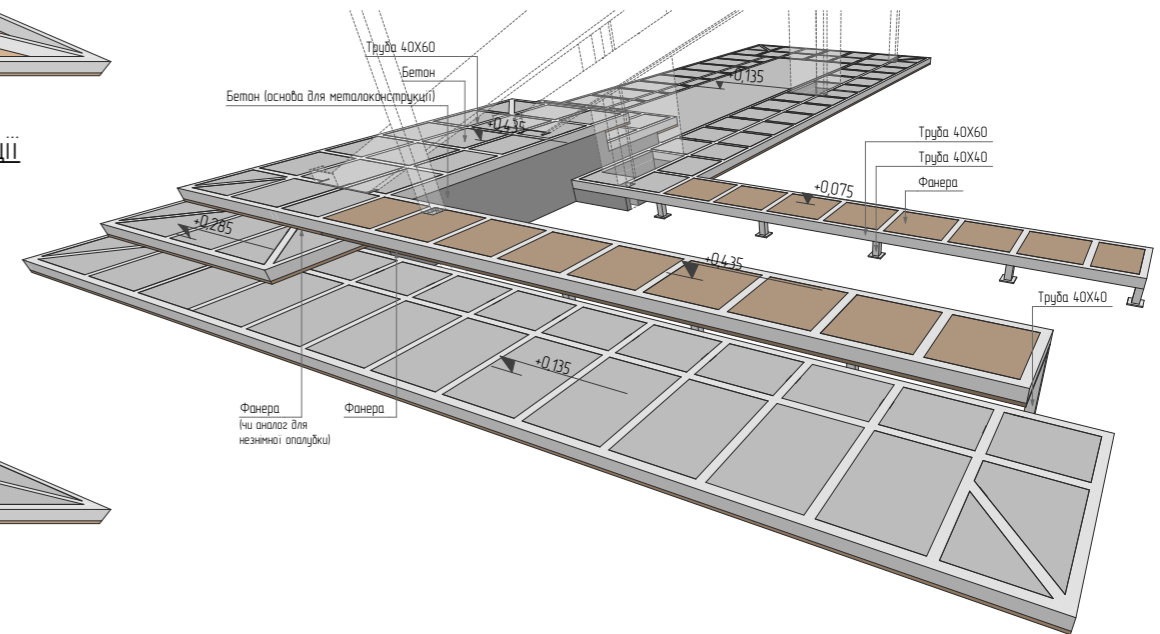 Труба 40Х60
Бетон
Бетон (основа для металоконструкції)
+0,135
+0,435
ції
Труба 40Х60
Труба 40Х40
Фанера
+0,075
+0,285
+0,435
Труба 40Х40
+0,135
Фанера
(чи аналог для
незнімної опалубки)
Фанера